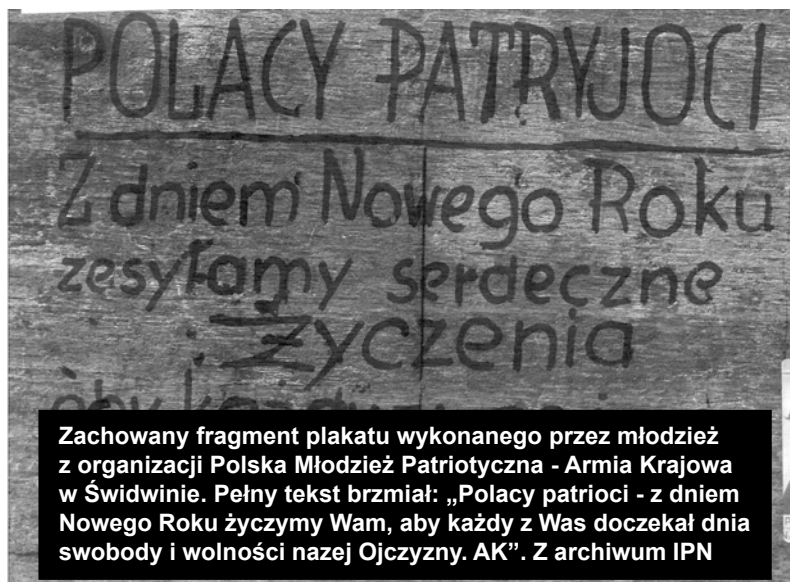 POLACY PATRYJOCI
Z dniem Nowego Roku
zesyłamy serdeczne
Życzenia
Zachowany fragment plakatu wykonanego przez młodzież
z organizacji Polska Młodzież Patriotyczna - Armia Krajowa
w Świdwinie. Pełny tekst brzmiał: „Polacy patrioci - z dniem
Nowego Roku życzymy Wam, aby każdy z Was doczekał dnia
swobody i wolności nazej Ojczyzny. AK”. Z archiwum IPN